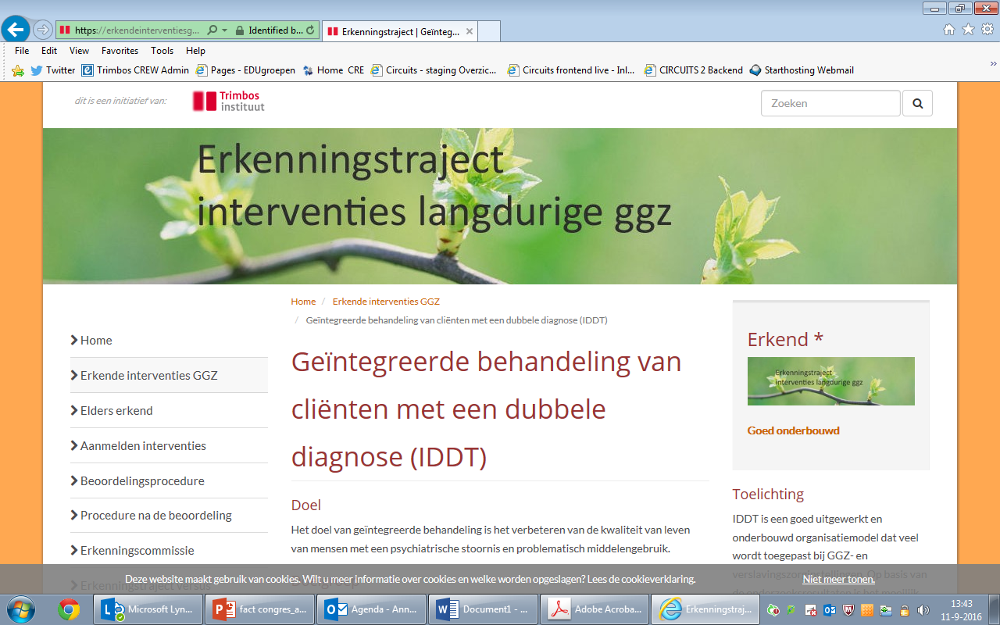 https://erkendeinterventiesg...
Identified b...
Erkenningstraject | Geïnteg...
File Edit View Favorites Tools Help
Twitter Trimbos CREW Admin Pages - EDUgroepen Home CRE Circuits - staging Overzic... Circuits frontend live - Inl... CIRCUITS 2 Backend Starthosting Webmail
dit is een initiatief van:
Trimbos
instituut
Zoeken
Erkenningstraject
interventies langdurige ggz
Home
Erkende interventies GGZ
Elders erkend
Aanmelden interventies
Beoordelingsprocedure
Procedure na de beoordeling
Erkenningscommissie
Erkenningstraject versus
Home / Erkende interventies GGZ
/ Geïntegreerde behandeling van cliënten met een dubbele diagnose (IDDT)
Geïntegreerde behandeling van
cliënten met een dubbele
diagnose (IDDT)
Doel
Het doel van geïntegreerde behandeling is het verbeteren van de kwaliteit van leven
van mensen met een psychiatrische stoornis en problematisch middelengebruik.
Erkend *
Erkenningstraject
interventies langdurige ggz
Goed onderbouwd
Toelichting
IDDT is een goed uitgewerkt en
onderbouwd organisatiemodel dat veel
wordt toegepast bij GGZ- en
verslavingszorginstellingen. Op basis van
Deze website maakt gebruik van cookies. Wilt u meer informatie over cookies en welke worden opgeslagen? Lees de cookieverklaring.
Niet meer tonen.
Microsoft Lyn...
fact congres_a...
Agenda - Ann...
Document1 - ...
Adobe Acroba...
Erkenningstraj...
13:43
11-9-2016